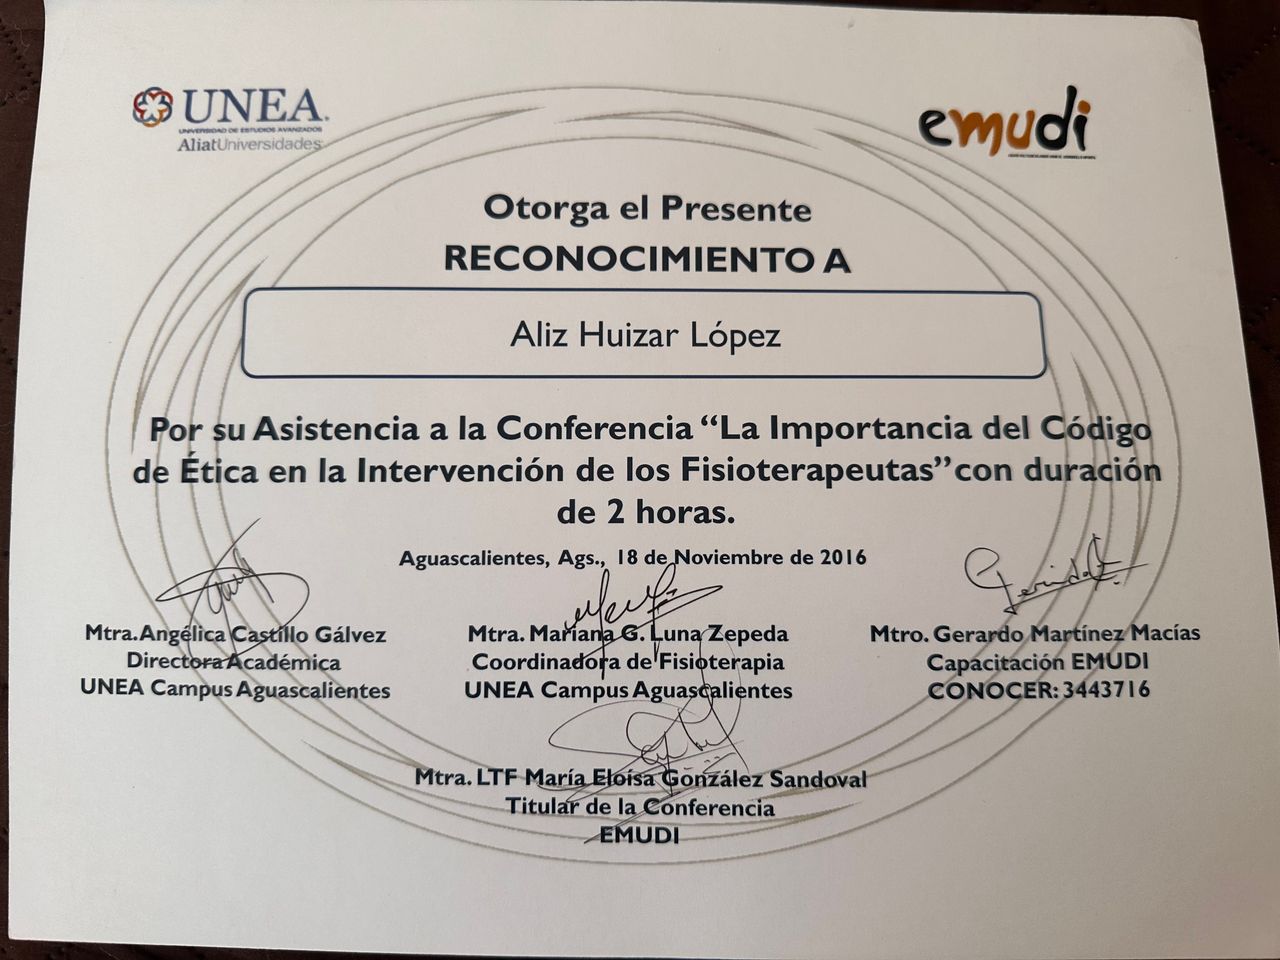 UNEA.
UNIVERSIDAD DE ESTUDIOS AVANZADOS
AliatUniversidades
emudi
Otorga el Presente
RECONOCIMIENTO A
Aliz Huizar López
Por su Asistencia a la Conferencia “La Importancia del Código
de Ética en la Intervención de los Fisioterapeutas” con duración
de 2 horas.
Aguascalientes, Ags., 18 de Noviembre de 2016
Mtra. Angélica Castillo Gálvez
Directora Académica
UNEA Campus Aguascalientes
Mtra. Mariana G. Luna Zepeda
Coordinadora de Fisioterapia
UNEA Campus Aguascalientes
Mtro. Gerardo Martínez Macías
Capacitación EMUDI
CONOCER: 3443716
Mtra. LTF María Eloísa González Sandoval
Titular de la Conferencia
EMUDI